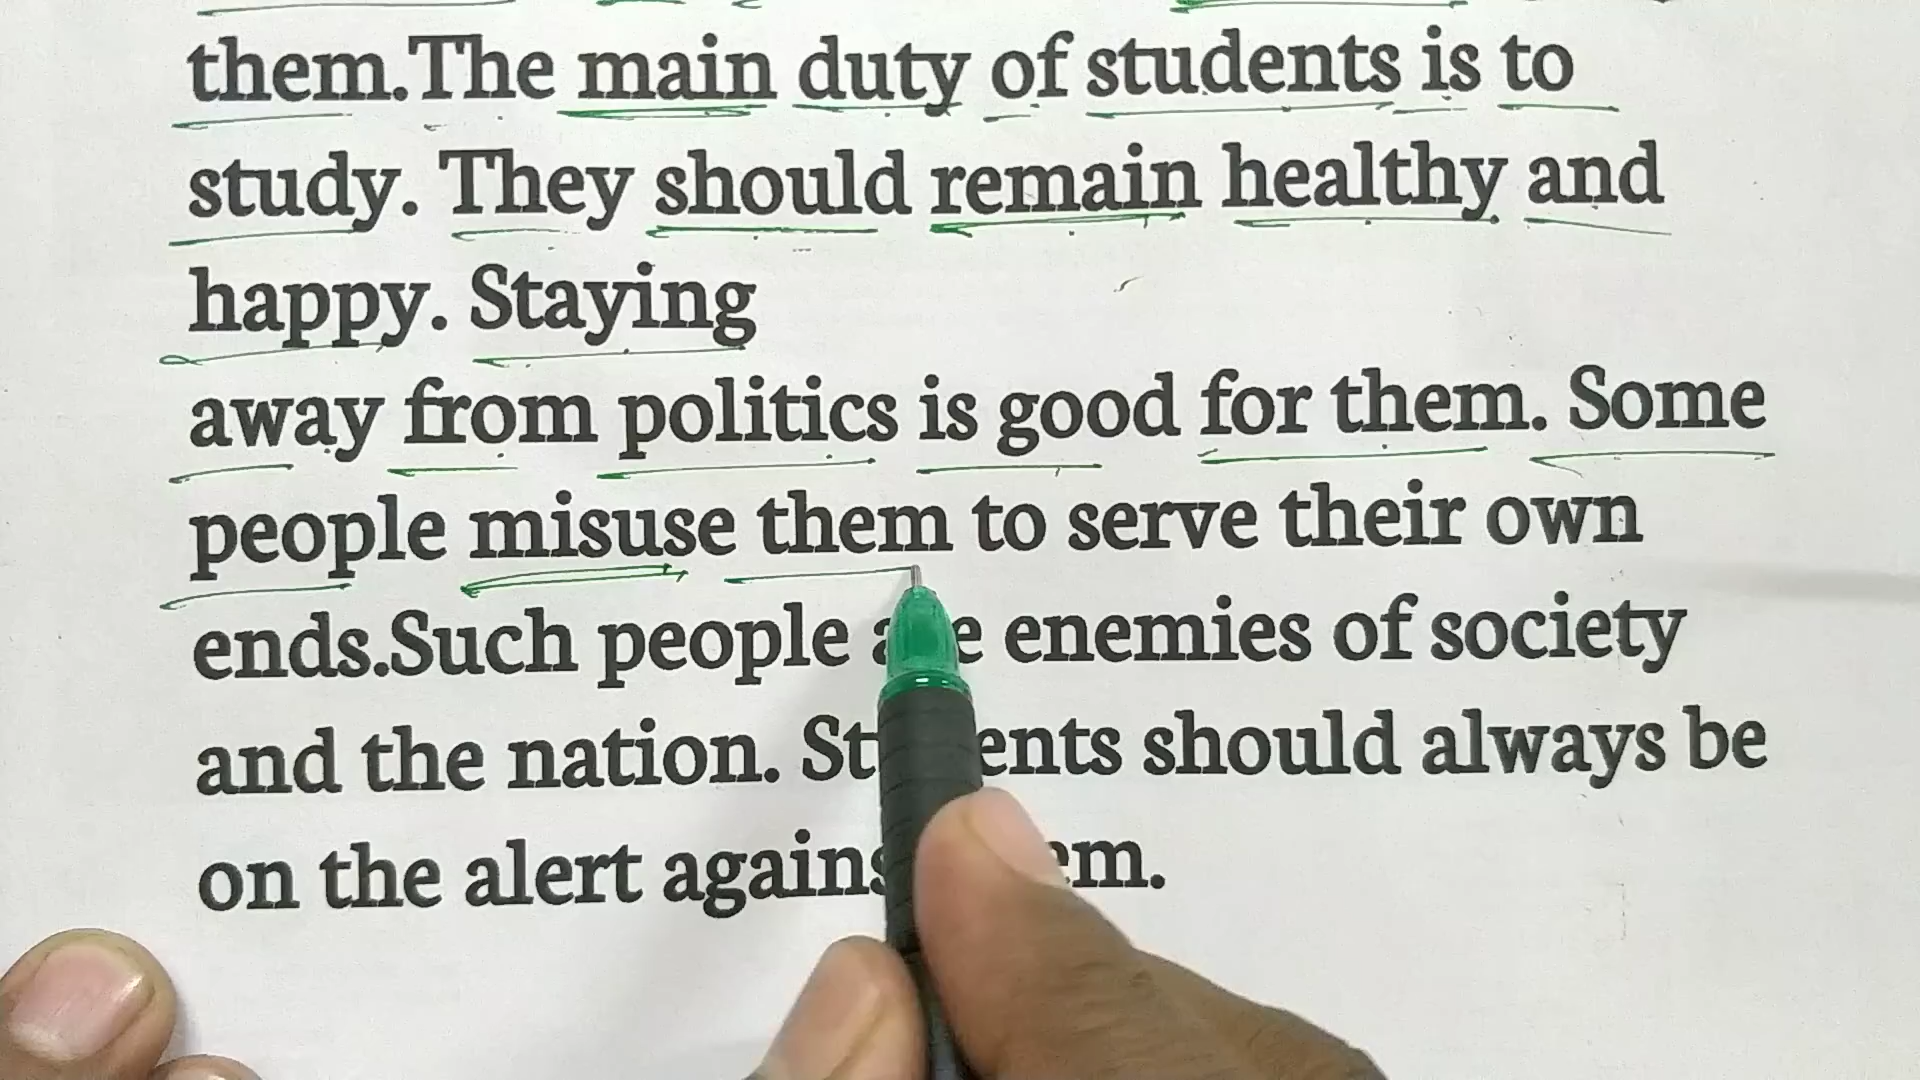 them.The main duty of students is to
study. They should remain healthy and
happy. Staying
away from politics is good for them. Some
people misuse them to serve their own
ends.Such people enemies of society
and the nation. should always be
on the alert